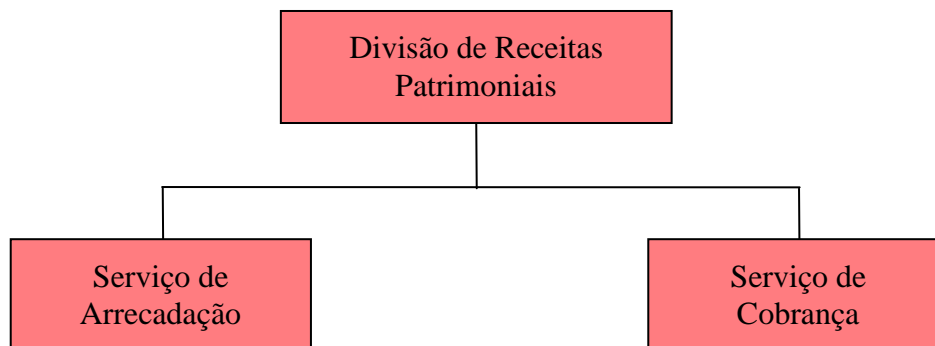 Divisão de Receitas
Patrimoniais
Serviço de
Arrecadação
Serviço de
Cobrança